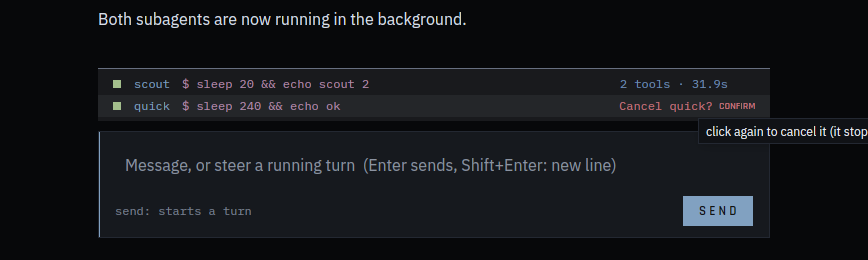 Both subagents are now running in the background.
scout $ sleep 20 && echo scout 2 2 tools · 31.9s
quick $ sleep 240 && echo ok Cancel quick? CONFIRM
click again to cancel it (it stop
Message, or steer a running turn (Enter sends, Shift+Enter: new line)
send: starts a turn SEND